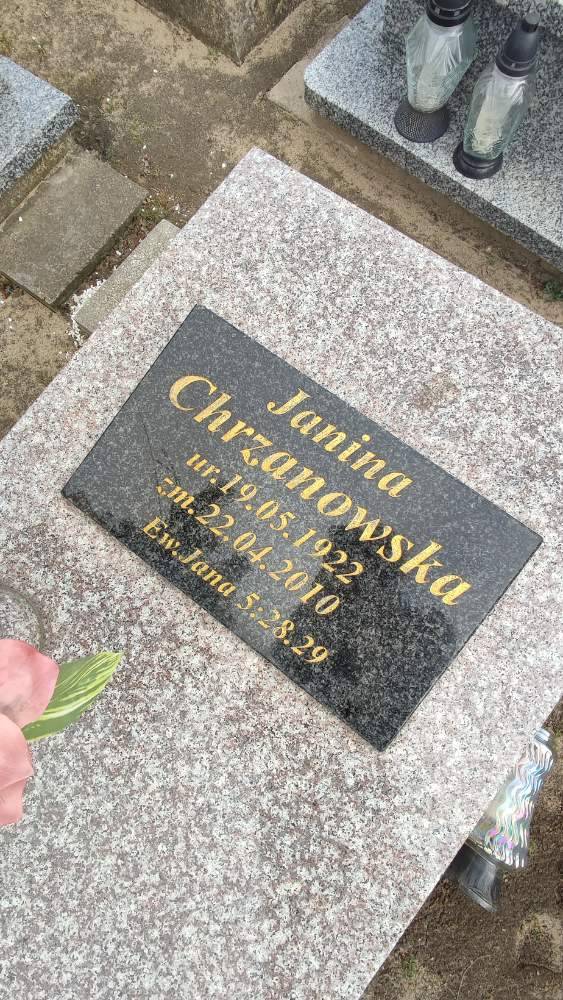 Janina
Chrzanowska
ur.19.05.1922
zm.22.04.2010
Ew.Jana 5:28.29